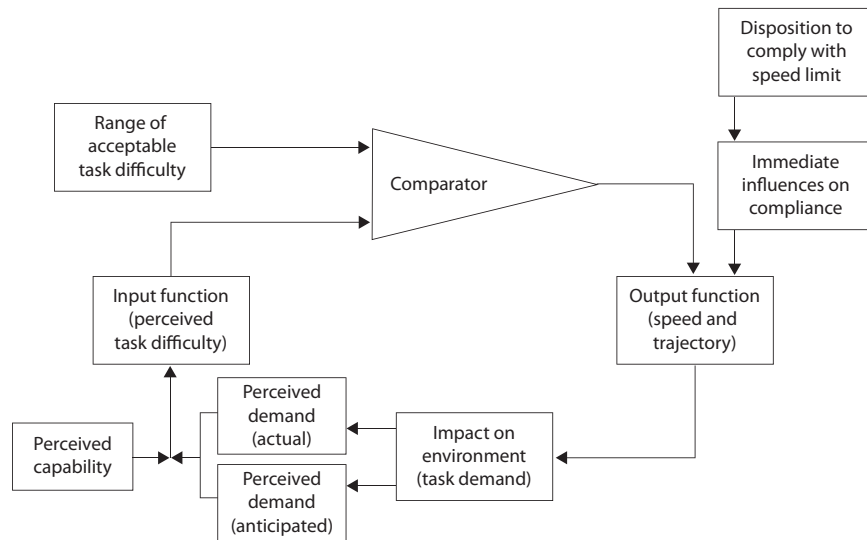 Disposition to
comply with
speed limit
Range of
acceptable
task difficulty
Comparator
Immediate
influences on
compliance
Input function
(perceived
task difficulty)
Output function
(speed and
trajectory)
Perceived
demand
(actual)
Perceived
capability
Impact on
environment
(task demand)
Perceived
demand
(anticipated)